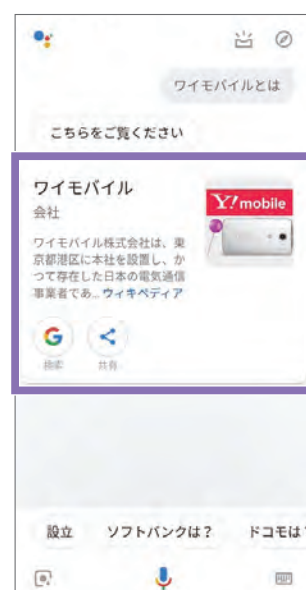 ワイモバイルとは
こちらをご覧ください
ワイモバイル
会社
Y!mobile
ワイモバイル株式会社は、東
京都港区に本社を設置し、か
つて存在した日本の電気通信
事業者であ...ウィキペディア
G
検索
共有
設立
ソフトバンクは？
ドコモは？